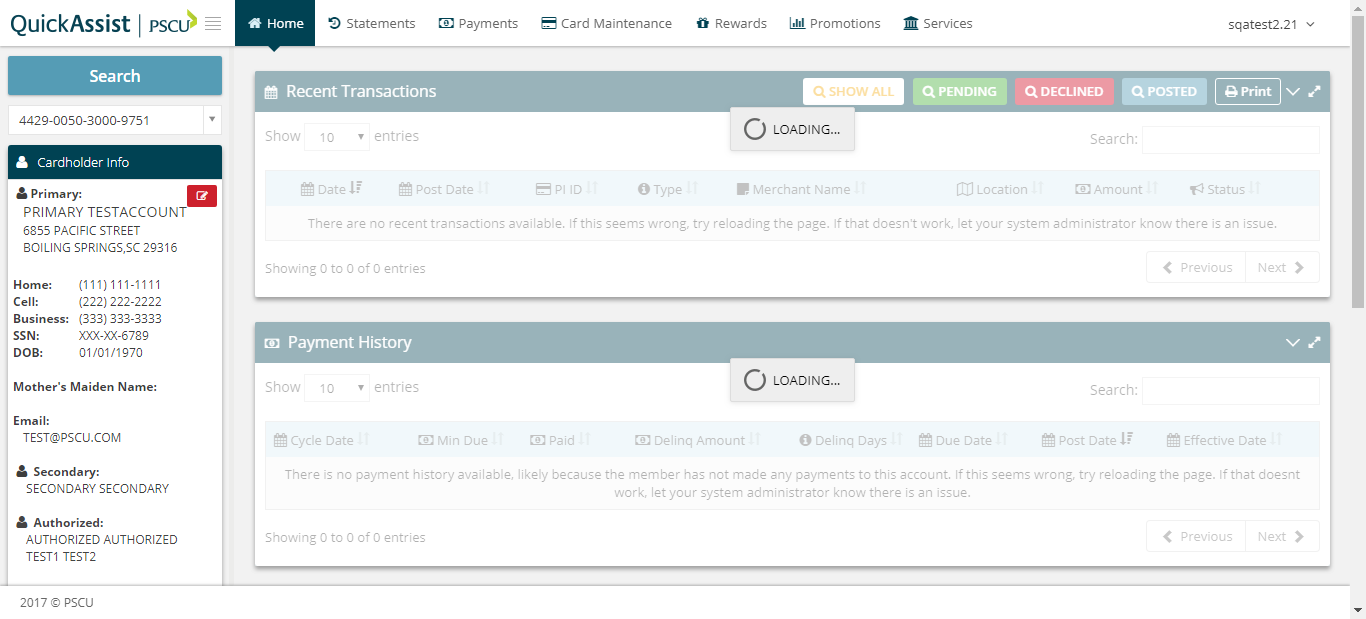 QuickAssist | PSCU
Home Statements Payments Card Maintenance Rewards Promotions Services
sqatest2.21
Search
4429-0050-3000-9751
Cardholder Info
Primary:
PRIMARY TESTACCOUNT
6855 PACIFIC STREET
BOILING SPRINGS,SC 29316
Home: (111) 111-1111
Cell: (222) 222-2222
Business: (333) 333-3333
SSN: XXX-XX-6789
DOB: 01/01/1970
Mother's Maiden Name:
Email:
TEST@PSCU.COM
Secondary:
SECONDARY SECONDARY
Authorized:
AUTHORIZED AUTHORIZED
TEST1 TEST2
Recent Transactions
SHOW ALL PENDING DECLINED POSTED Print
LOADING...
Show 10 entries
Search:
Date Post Date PI ID Type Merchant Name Location Amount Status
There are no recent transactions available. If this seems wrong, try reloading the page. If that doesn't work, let your system administrator know there is an issue.
Showing 0 to 0 of 0 entries
Previous Next
Payment History
LOADING...
Show 10 entries
Search:
Cycle Date Min Due Paid Delinq Amount Delinq Days Due Date Post Date Effective Date
There is no payment history available, likely because the member has not made any payments to this account. If this seems wrong, try reloading the page. If that doesnt
work, let your system administrator know there is an issue.
Showing 0 to 0 of 0 entries
Previous Next
2017 © PSCU